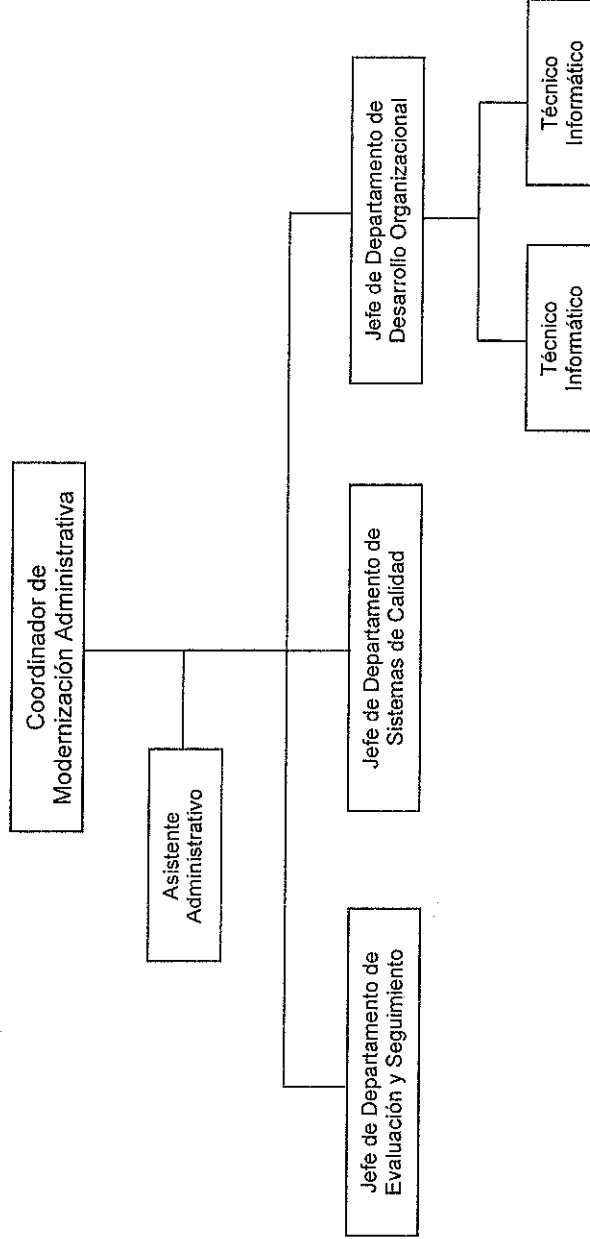 Coordinador de
Modernización Administrativa
Asistente
Administrativo
Jefe de Departamento de
Evaluación y Seguimiento
Jefe de Departamento de
Sistemas de Calidad
Jefe de Departamento de
Desarrollo Organizacional
Técnico
Informático
Técnico
Informático